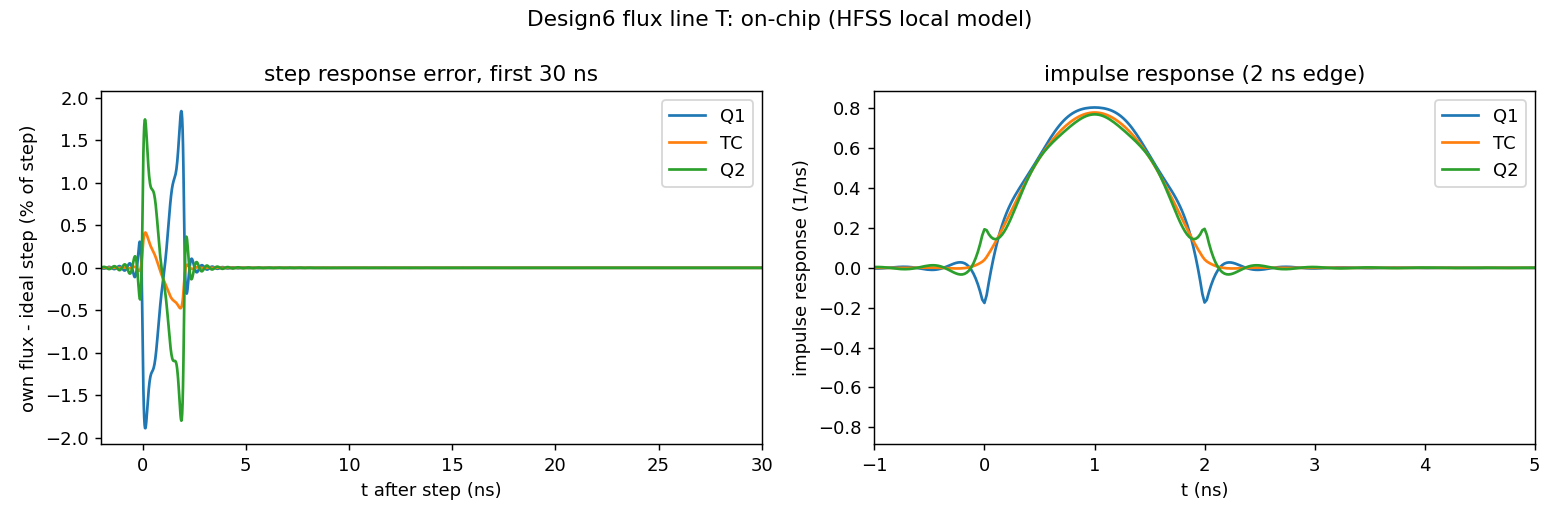 Design6 flux line T: on-chip (HFSS local model)
step response error, first 30 ns
own flux - ideal step (% of step)
2.0
1.5
1.0
0.5
0.0
−0.5
−1.0
−1.5
−2.0
Q1
TC
Q2
0
5
10
15
20
25
30
t after step (ns)
impulse response (2 ns edge)
impulse response (1/ns)
0.8
0.6
0.4
0.2
0.0
−0.2
−0.4
−0.6
−0.8
Q1
TC
Q2
−1
0
1
2
3
4
5
t (ns)